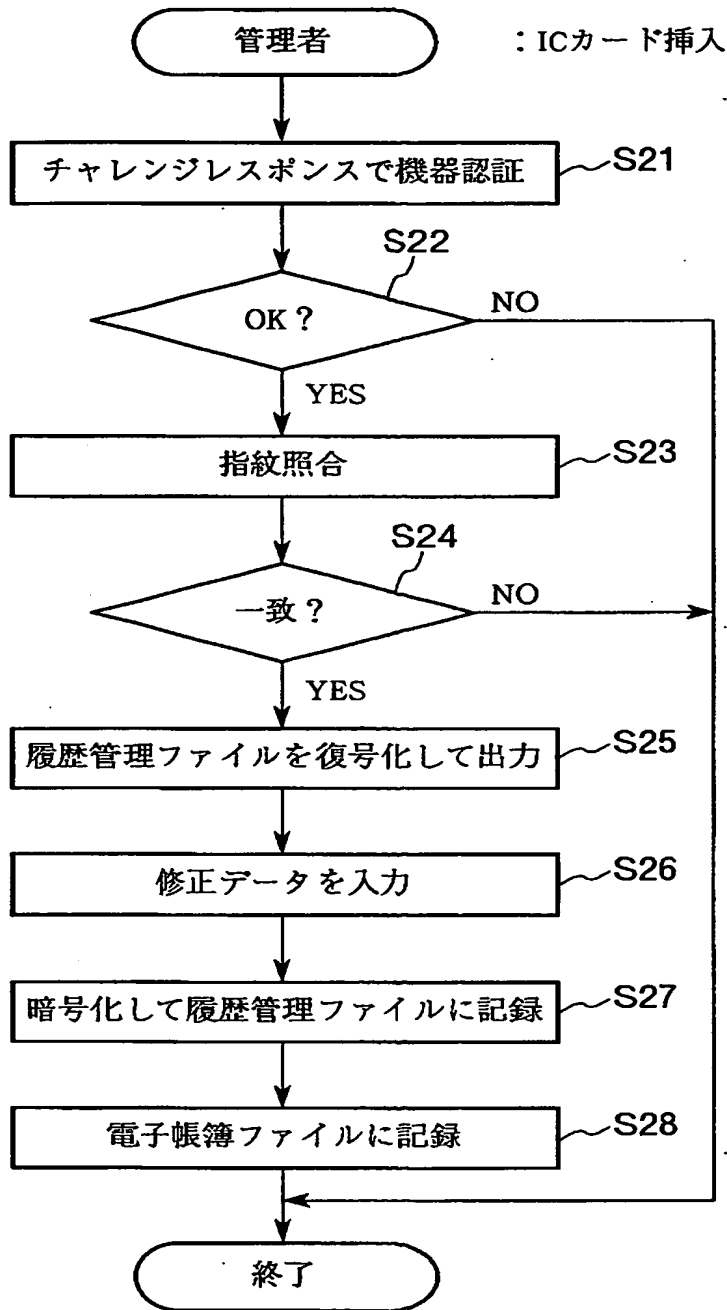 管理者 :ICカード挿入
チャレンジレスポンスで機器認証 S21
S22
OK? NO
YES
指紋照合 S23
S24
一致? NO
YES
履歴管理ファイルを復号化して出力 S25
修正データを入力 S26
暗号化して履歴管理ファイルに記録 S27
電子帳簿ファイルに記録 S28
終了